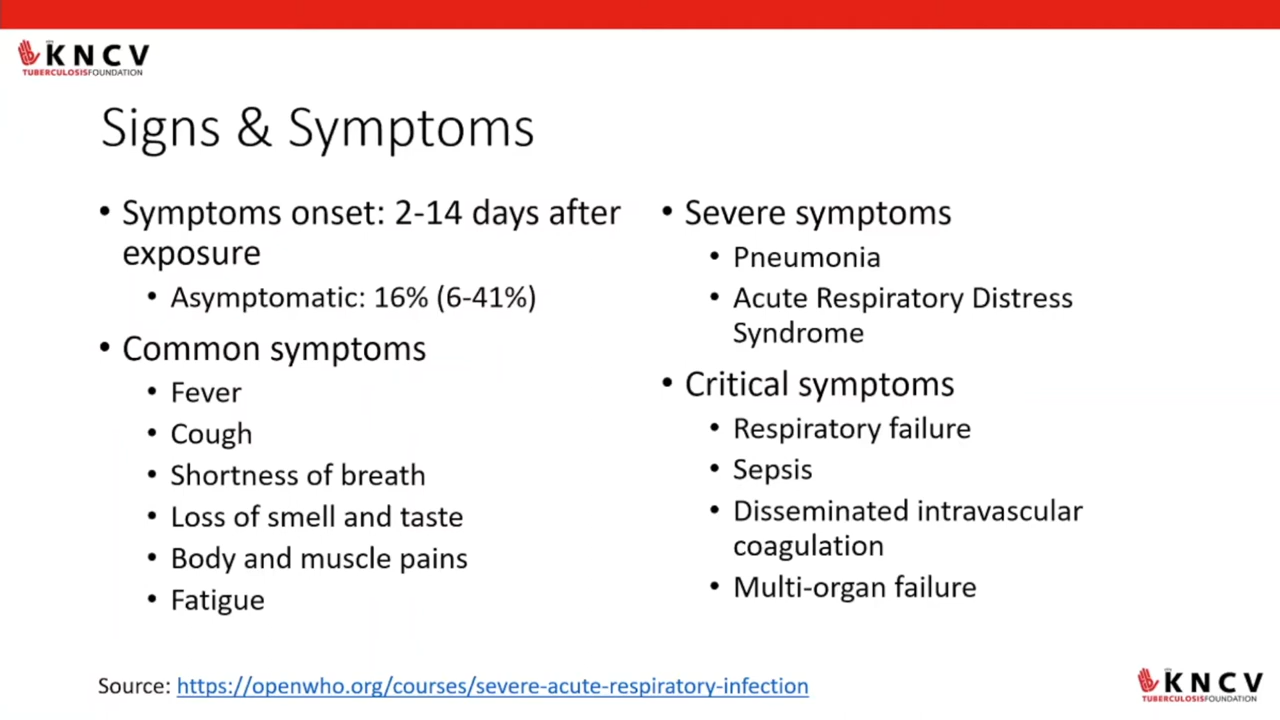 KNCV
TUBERCULOSISFOUNDATION
Signs & Symptoms
• Symptoms onset: 2-14 days after
exposure
• Asymptomatic: 16% (6-41%)
• Common symptoms
• Fever
• Cough
• Shortness of breath
• Loss of smell and taste
• Body and muscle pains
• Fatigue
• Severe symptoms
• Pneumonia
• Acute Respiratory Distress
Syndrome
• Critical symptoms
• Respiratory failure
• Sepsis
• Disseminated intravascular
coagulation
• Multi-organ failure
Source: https://openwho.org/courses/severe-acute-respiratory-infection
KNCV
TUBERCULOSISFOUNDATION